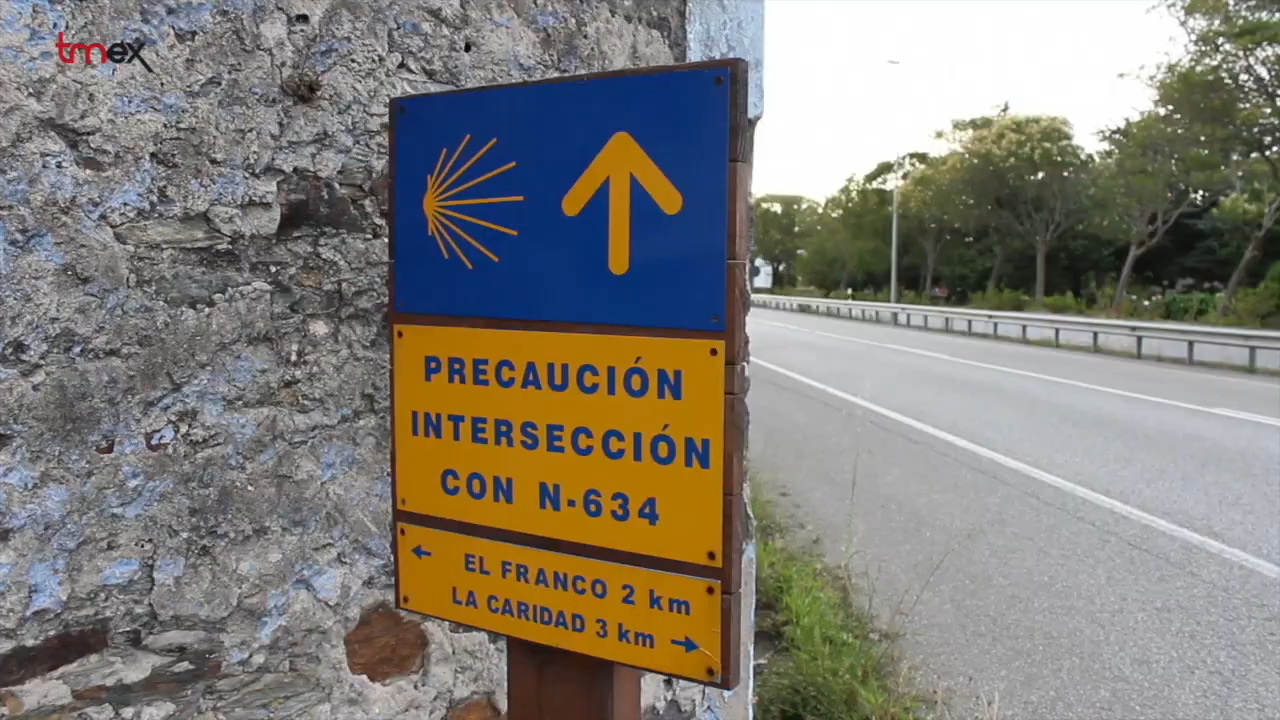 tmex
PRECAUCIÓN
INTERSECCIÓN
CON N-634
← EL FRANCO 2 km
LA CARIDAD 3 km →